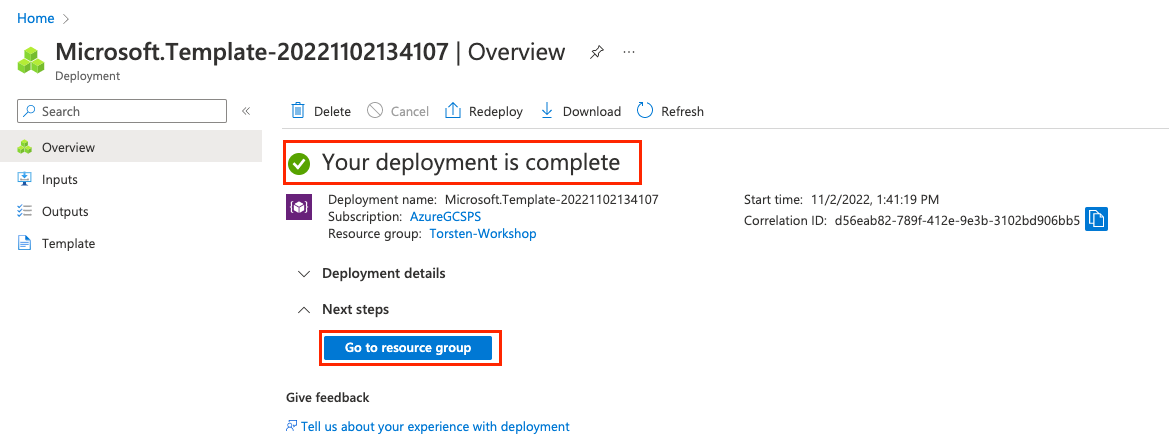 Home >
Microsoft.Template-20221102134107 | Overview
Deployment
Search
Delete Cancel Redeploy Download Refresh
Overview
Inputs
Outputs
Template
Your deployment is complete
Deployment name: Microsoft.Template-20221102134107
Subscription: AzureGCSPS
Resource group: Torsten-Workshop
Start time: 11/2/2022, 1:41:19 PM
Correlation ID: d56eab82-789f-412e-9e3b-3102bd906bb5
Deployment details
Next steps
Go to resource group
Give feedback
Tell us about your experience with deployment